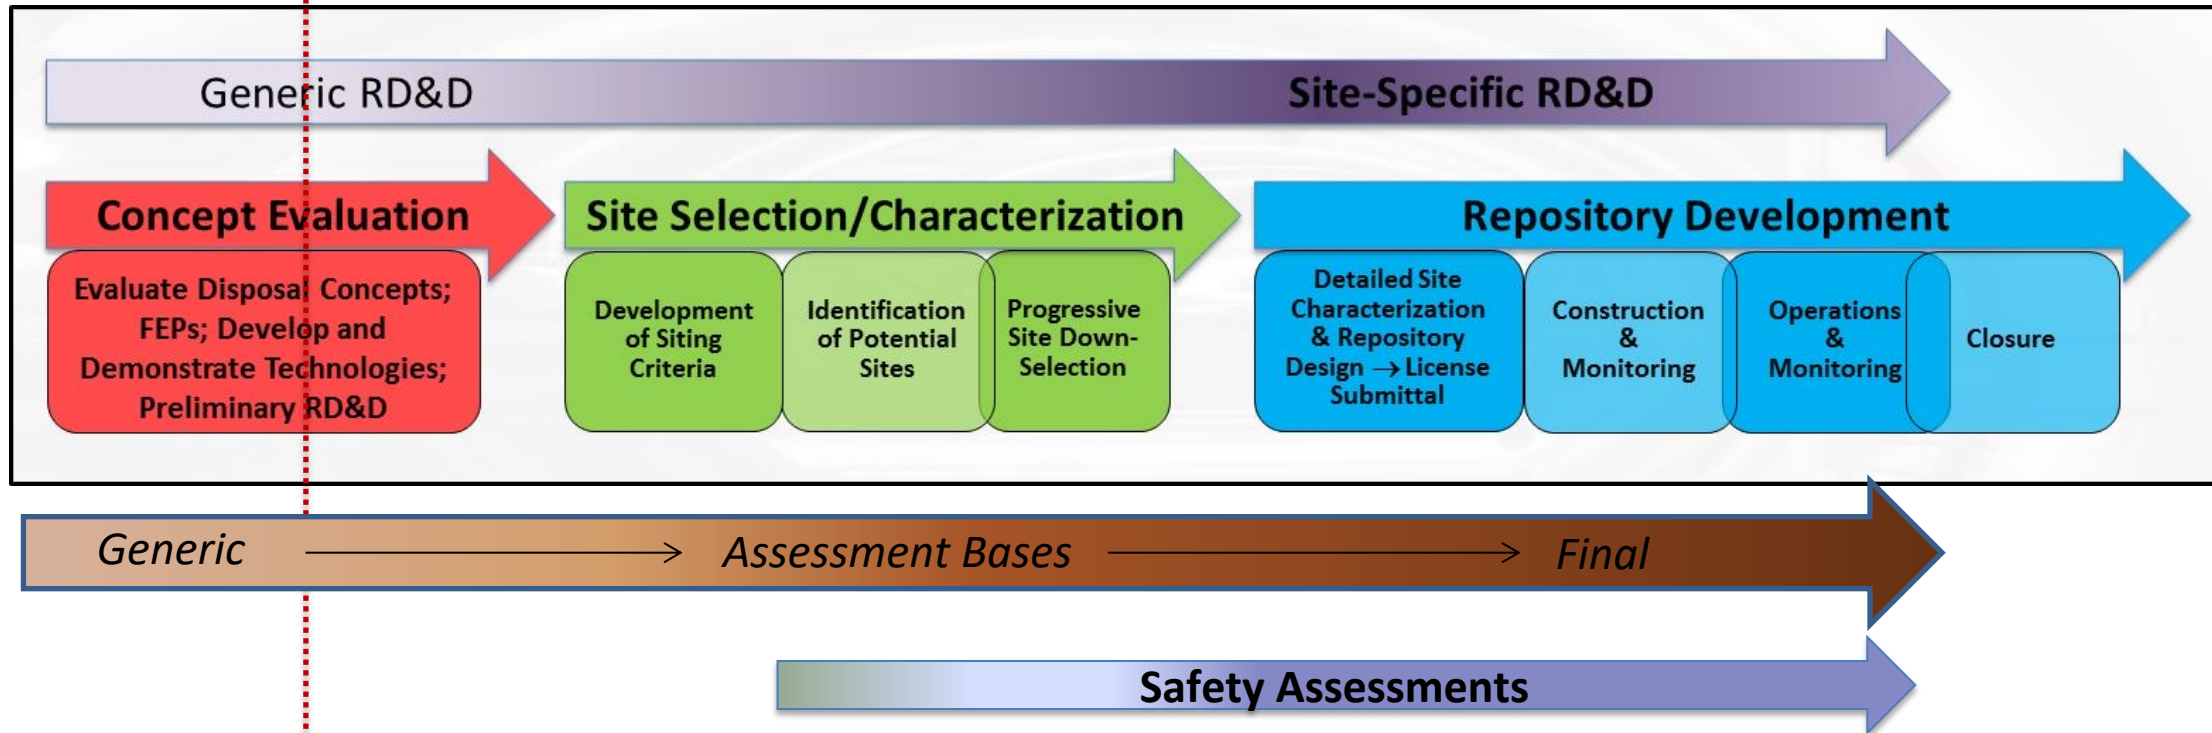 Generic RD&D
Site-Specific RD&D
Concept Evaluation
Site Selection/Characterization
Repository Development
Evaluate Disposal Concepts;
FEPs; Develop and
Demonstrate Technologies;
Preliminary RD&D
Development
of Siting
Criteria
Identification
of Potential
Sites
Progressive
Site Down-
Selection
Detailed Site
Characterization
& Repository
Design → License
Submittal
Construction
&
Monitoring
Operations
&
Monitoring
Closure
Generic
Assessment Bases
Final
Safety Assessments